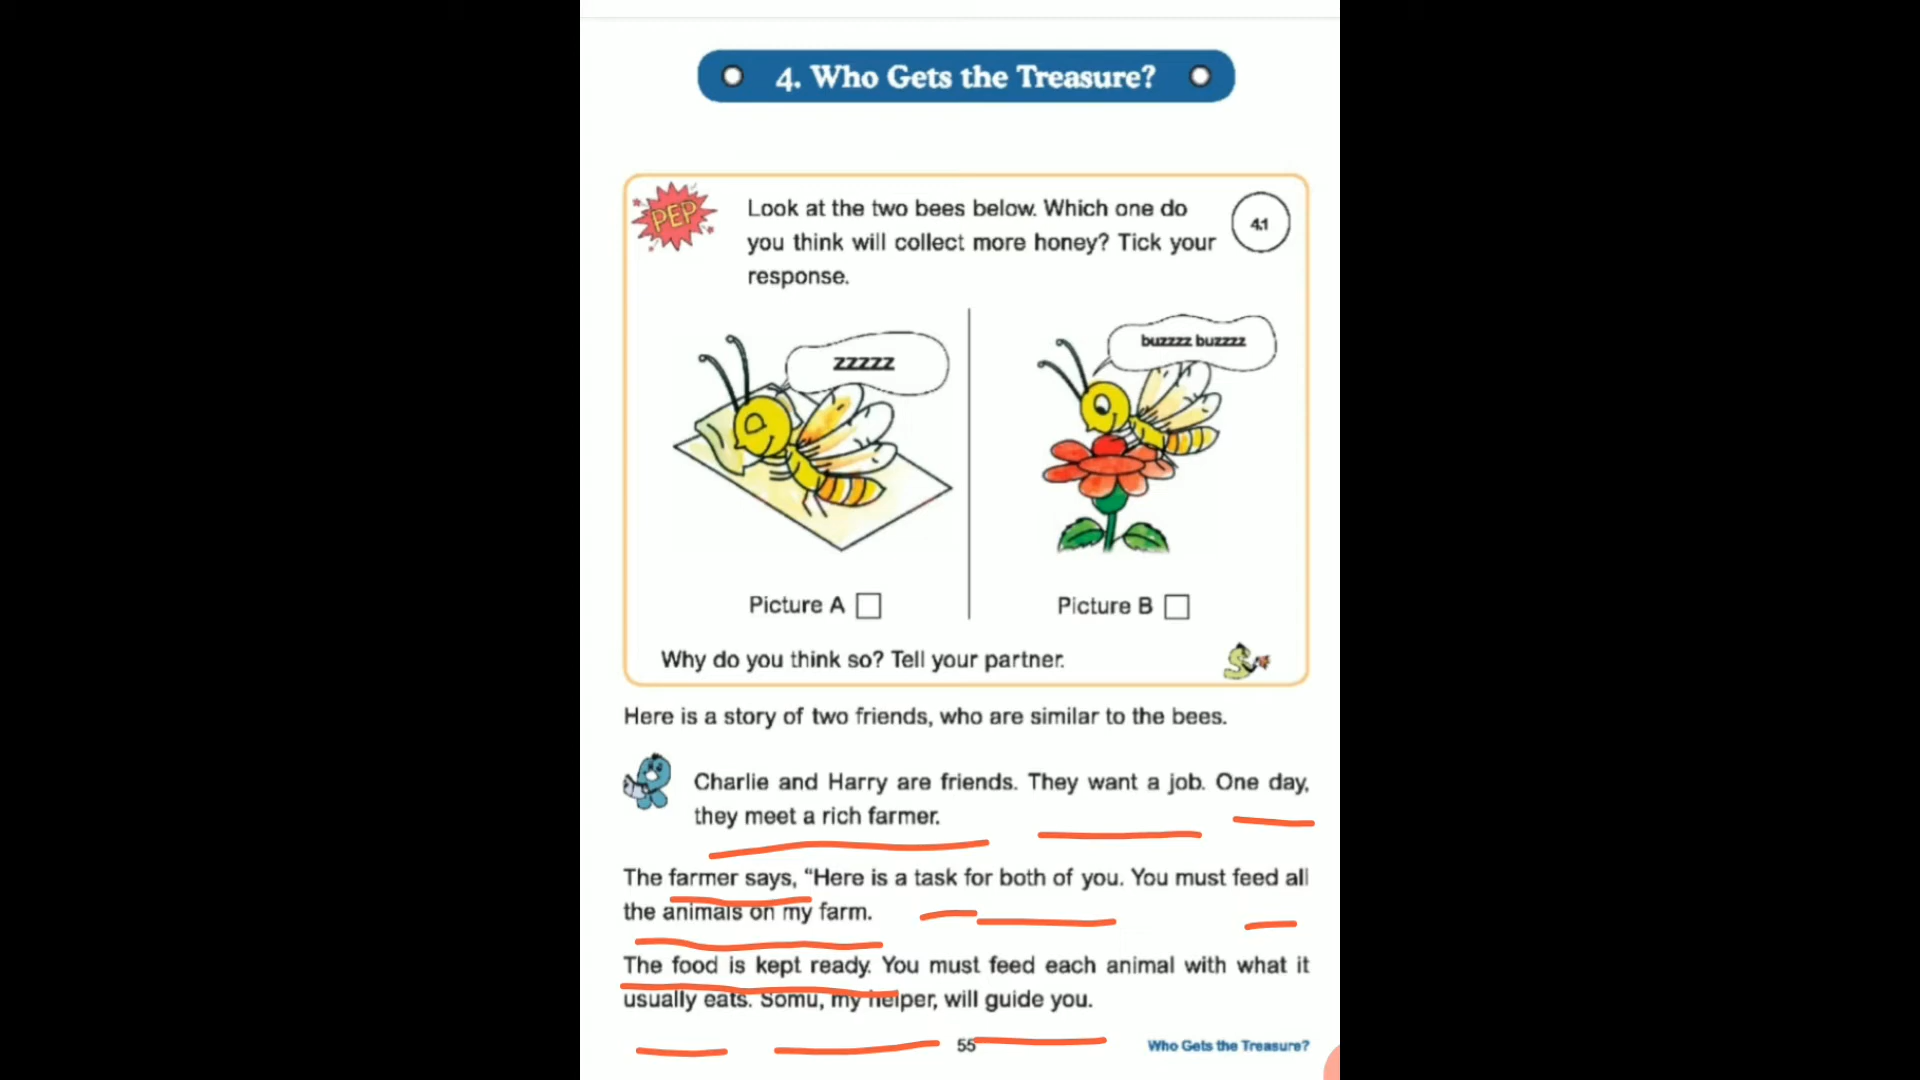 4. Who Gets the Treasure?
PEP
Look at the two bees below. Which one do
you think will collect more honey? Tick your
response.
4.1
zzzzz
buzzzz buzzzz
Picture A
Picture B
Why do you think so? Tell your partner.
Here is a story of two friends, who are similar to the bees.
Charlie and Harry are friends. They want a job. One day,
they meet a rich farmer.
The farmer says, “Here is a task for both of you. You must feed all
the animals on my farm.
The food is kept ready. You must feed each animal with what it
usually eats. Somu, my helper, will guide you.
55
Who Gets the Treasure?